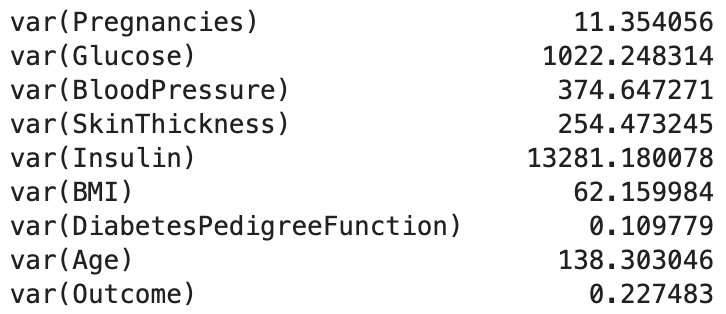 var(Pregnancies) 11.354056
var(Glucose) 1022.248314
var(BloodPressure) 374.647271
var(SkinThickness) 254.473245
var(Insulin) 13281.180078
var(BMI) 62.159984
var(DiabetesPedigreeFunction) 0.109779
var(Age) 138.303046
var(Outcome) 0.227483